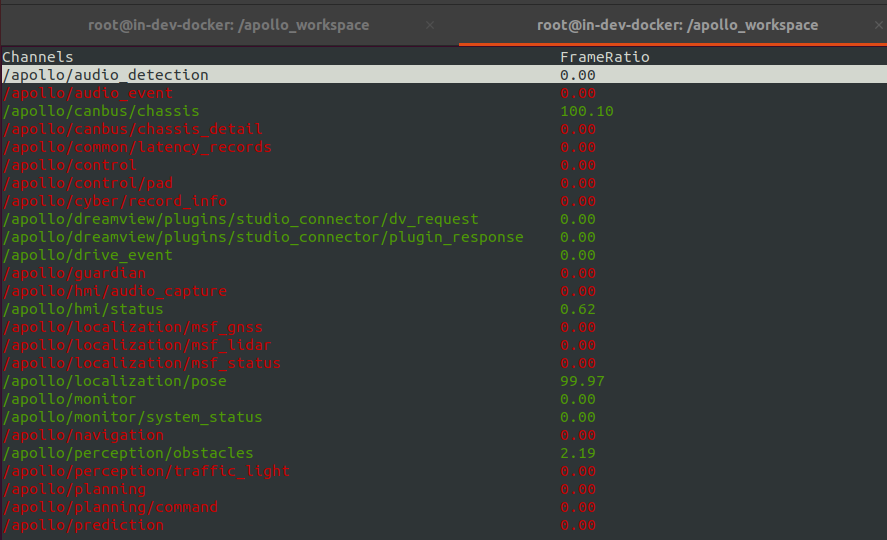 root@in-dev-docker: /apollo_workspace × root@in-dev-docker: /apollo_workspace ×
Channels FrameRatio
/apollo/audio_detection 0.00
/apollo/audio_event 0.00
/apollo/canbus/chassis 100.10
/apollo/canbus/chassis_detail 0.00
/apollo/common/latency_records 0.00
/apollo/control 0.00
/apollo/control/pad 0.00
/apollo/cyber/record_info 0.00
/apollo/dreamview/plugins/studio_connector/dv_request 0.00
/apollo/dreamview/plugins/studio_connector/plugin_response 0.00
/apollo/drive_event 0.00
/apollo/guardian 0.00
/apollo/hmi/audio_capture 0.00
/apollo/hmi/status 0.62
/apollo/localization/msf_gnss 0.00
/apollo/localization/msf_lidar 0.00
/apollo/localization/msf_status 0.00
/apollo/localization/pose 99.97
/apollo/monitor 0.00
/apollo/monitor/system_status 0.00
/apollo/navigation 0.00
/apollo/perception/obstacles 2.19
/apollo/perception/traffic_light 0.00
/apollo/planning 0.00
/apollo/planning/command 0.00
/apollo/prediction 0.00